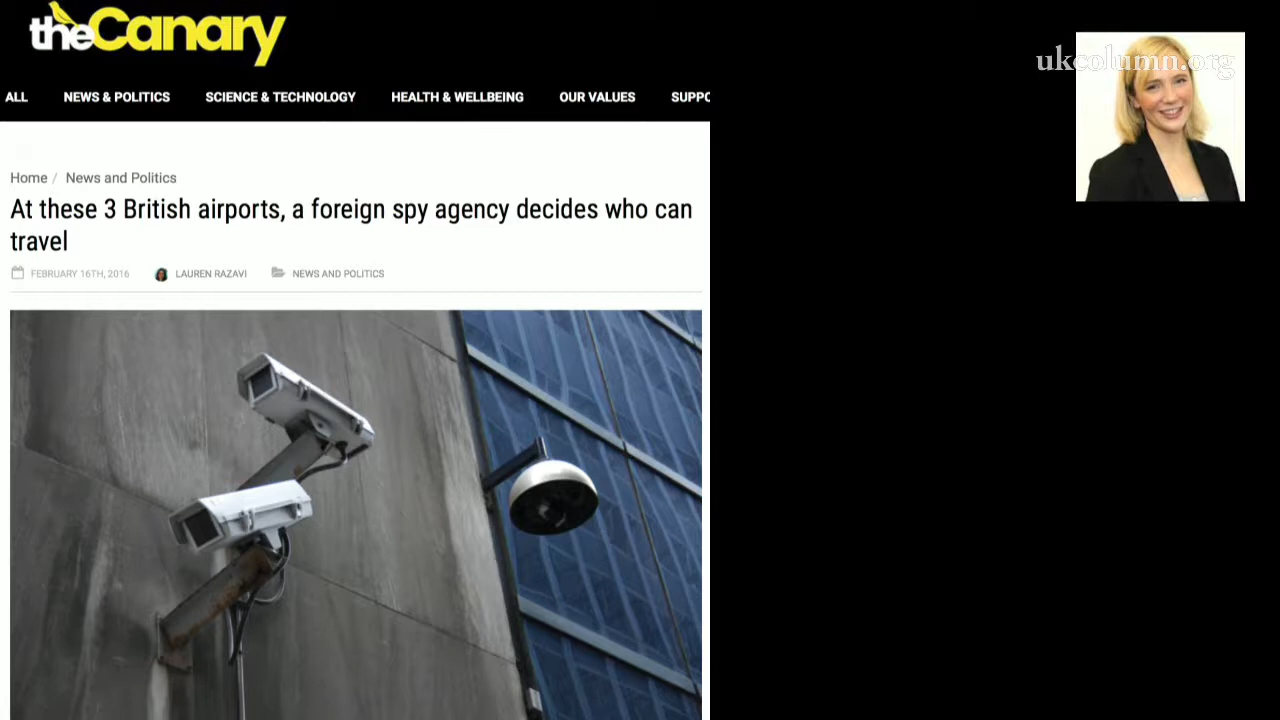 theCanary
ukcolumn.org
ALL NEWS & POLITICS SCIENCE & TECHNOLOGY HEALTH & WELLBEING OUR VALUES SUPPO
Home / News and Politics
At these 3 British airports, a foreign spy agency decides who can
travel
FEBRUARY 16TH, 2016 LAUREN RAZAVI NEWS AND POLITICS